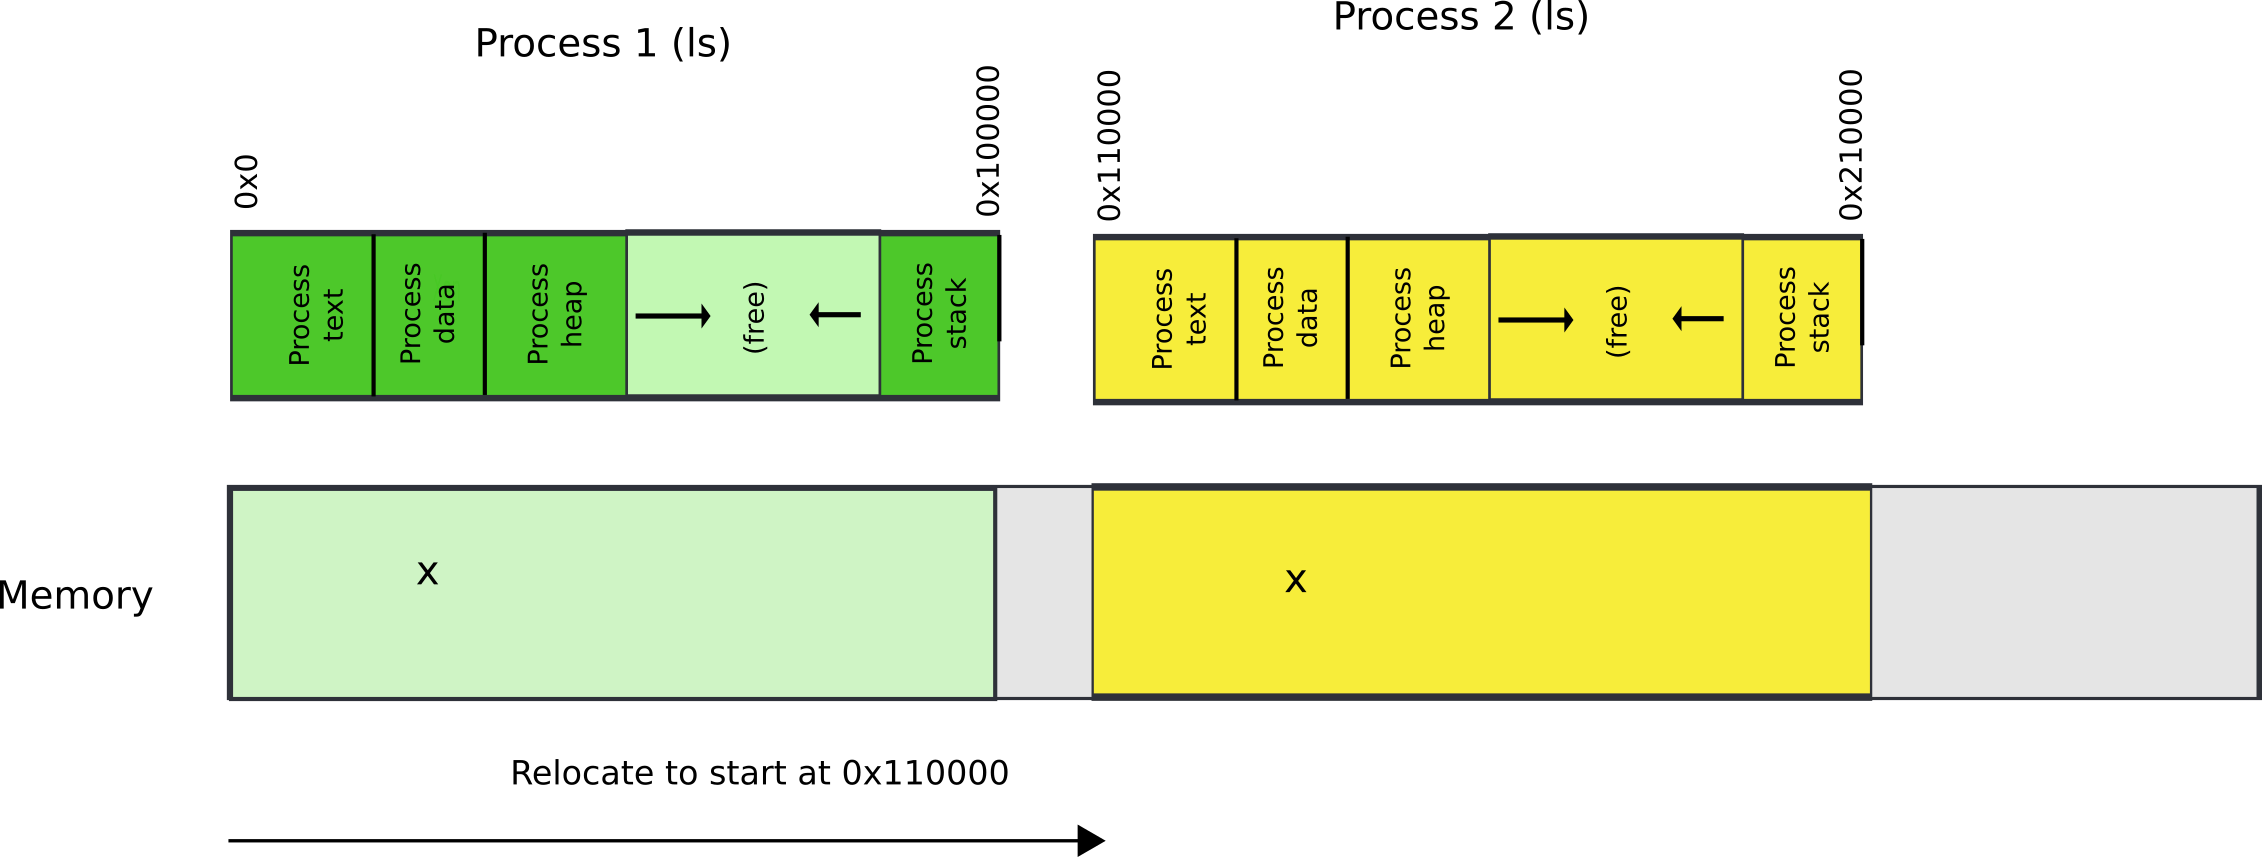 Process 1 (ls)
Process 2 (ls)
0x0
0x100000
0x110000
0x210000
Process
text
Process
data
Process
heap
(free)
Process
stack
Process
text
Process
data
Process
heap
(free)
Process
stack
Memory
x
x
Relocate to start at 0x110000